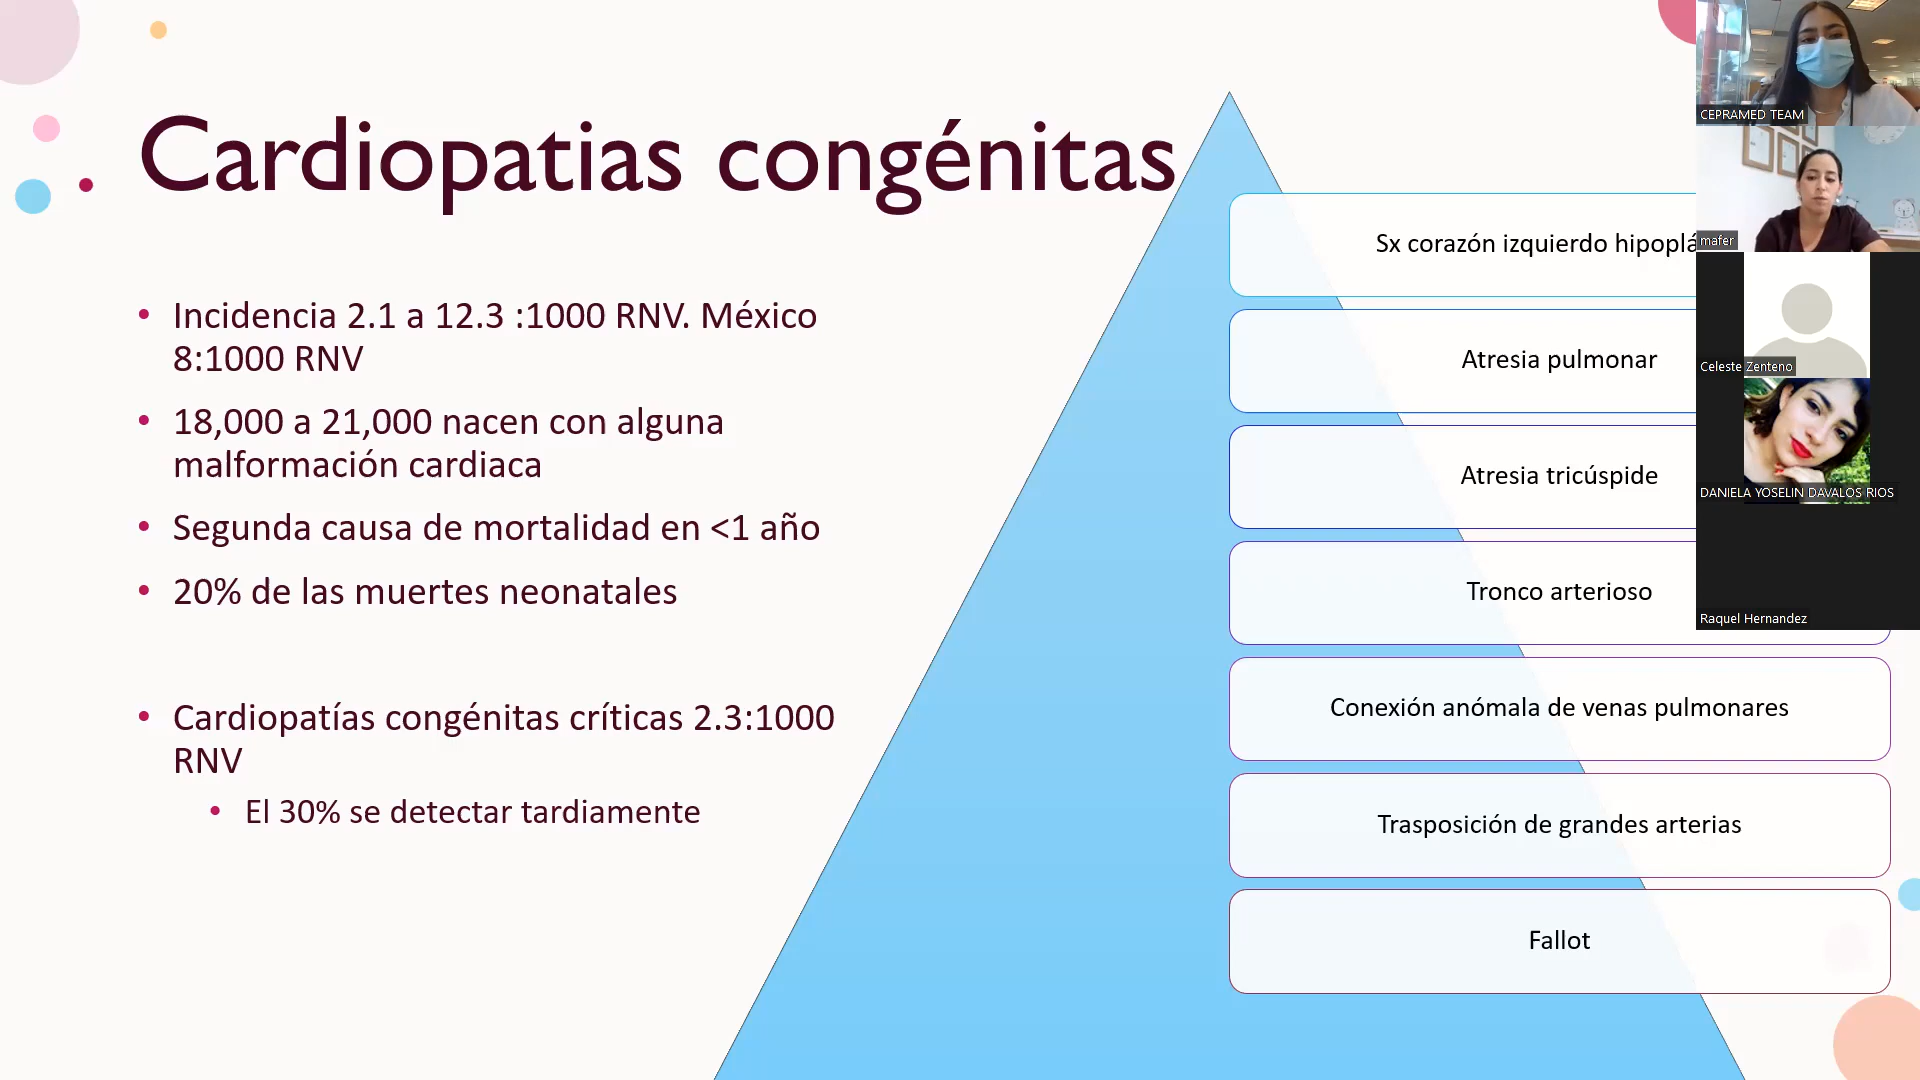 Cardiopatias congénitas
• Incidencia 2.1 a 12.3 :1000 RNV. México
8:1000 RNV
• 18,000 a 21,000 nacen con alguna
malformación cardiaca
• Segunda causa de mortalidad en <1 año
• 20% de las muertes neonatales
• Cardiopatías congénitas críticas 2.3:1000
RNV
• El 30% se detectar tardiamente
Sx corazón izquierdo hipoplá
Atresia pulmonar
Atresia tricúspide
Tronco arterioso
Conexión anómala de venas pulmonares
Trasposición de grandes arterias
Fallot
CEPRAMED TEAM
mafer
Celeste Zenteno
DANIELA YOSELIN DAVALOS RIOS
Raquel Hernandez